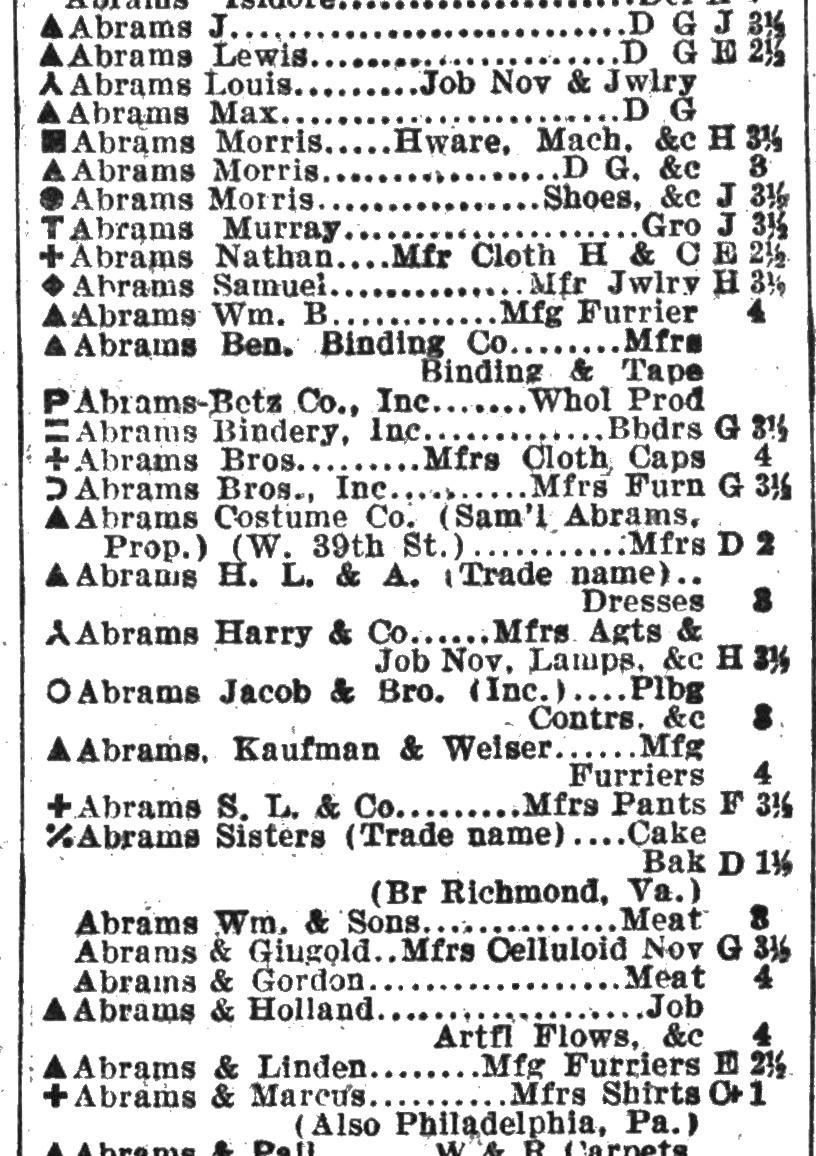 Abrams Isidore
▲Abrams J..............................D G J 3½
▲Abrams Lewis.......................D G E 2½
⅄Abrams Louis.........Job Nov & Jwlry
▲Abrams Max..........................D G
■Abrams Morris.....Hware, Mach, &c H 3½
▲Abrams Morris.................D G, &c 3
●Abrams Morris................Shoes, &c J 3½
TAbrams Murray......................Gro J 3½
+Abrams Nathan....Mfr Cloth H & C E 2½
◆Abrams Samuel..............Mfr Jwlry H 3½
▲Abrams Wm. B............Mfg Furrier 4
▲Abrams Ben. Binding Co........Mfrs
Binding & Tape
PAbrams-Betz Co., Inc.......Whol Prod
=Abrams Bindery, Inc.............Bbdrs G 3½
+Abrams Bros.........Mfrs Cloth Caps 4
ↄAbrams Bros., Inc..........Mfrs Furn G 3½
▲Abrams Costume Co. (Sam'l Abrams,
Prop.) (W. 39th St.)...........Mfrs D 2
▲Abrams H. L. & A. (Trade name)..
Dresses 3
⅄Abrams Harry & Co......Mfrs Agts &
Job Nov, Lamps, &c H 3½
OAbrams Jacob & Bro. (Inc.)....Plbg
Contrs, &c 3
▲Abrams, Kaufman & Weiser......Mfg
Furriers 4
+Abrams S. L. & Co.........Mfrs Pants F 3½
٪Abrams Sisters (Trade name)....Cake
Bak D 1½
(Br Richmond, Va.)
Abrams Wm. & Sons...............Meat 3
Abrams & Gingold..Mfrs Celluloid Nov G 3½
Abrams & Gordon..................Meat 4
▲Abrams & Holland...................Job
Artfl Flows, &c 4
▲Abrams & Linden........Mfg Furriers E 2½
+Abrams & Marcus..........Mfrs Shirts C+ 1
(Also Philadelphia, Pa.)
▲Abrams & Pall W & R Carpets